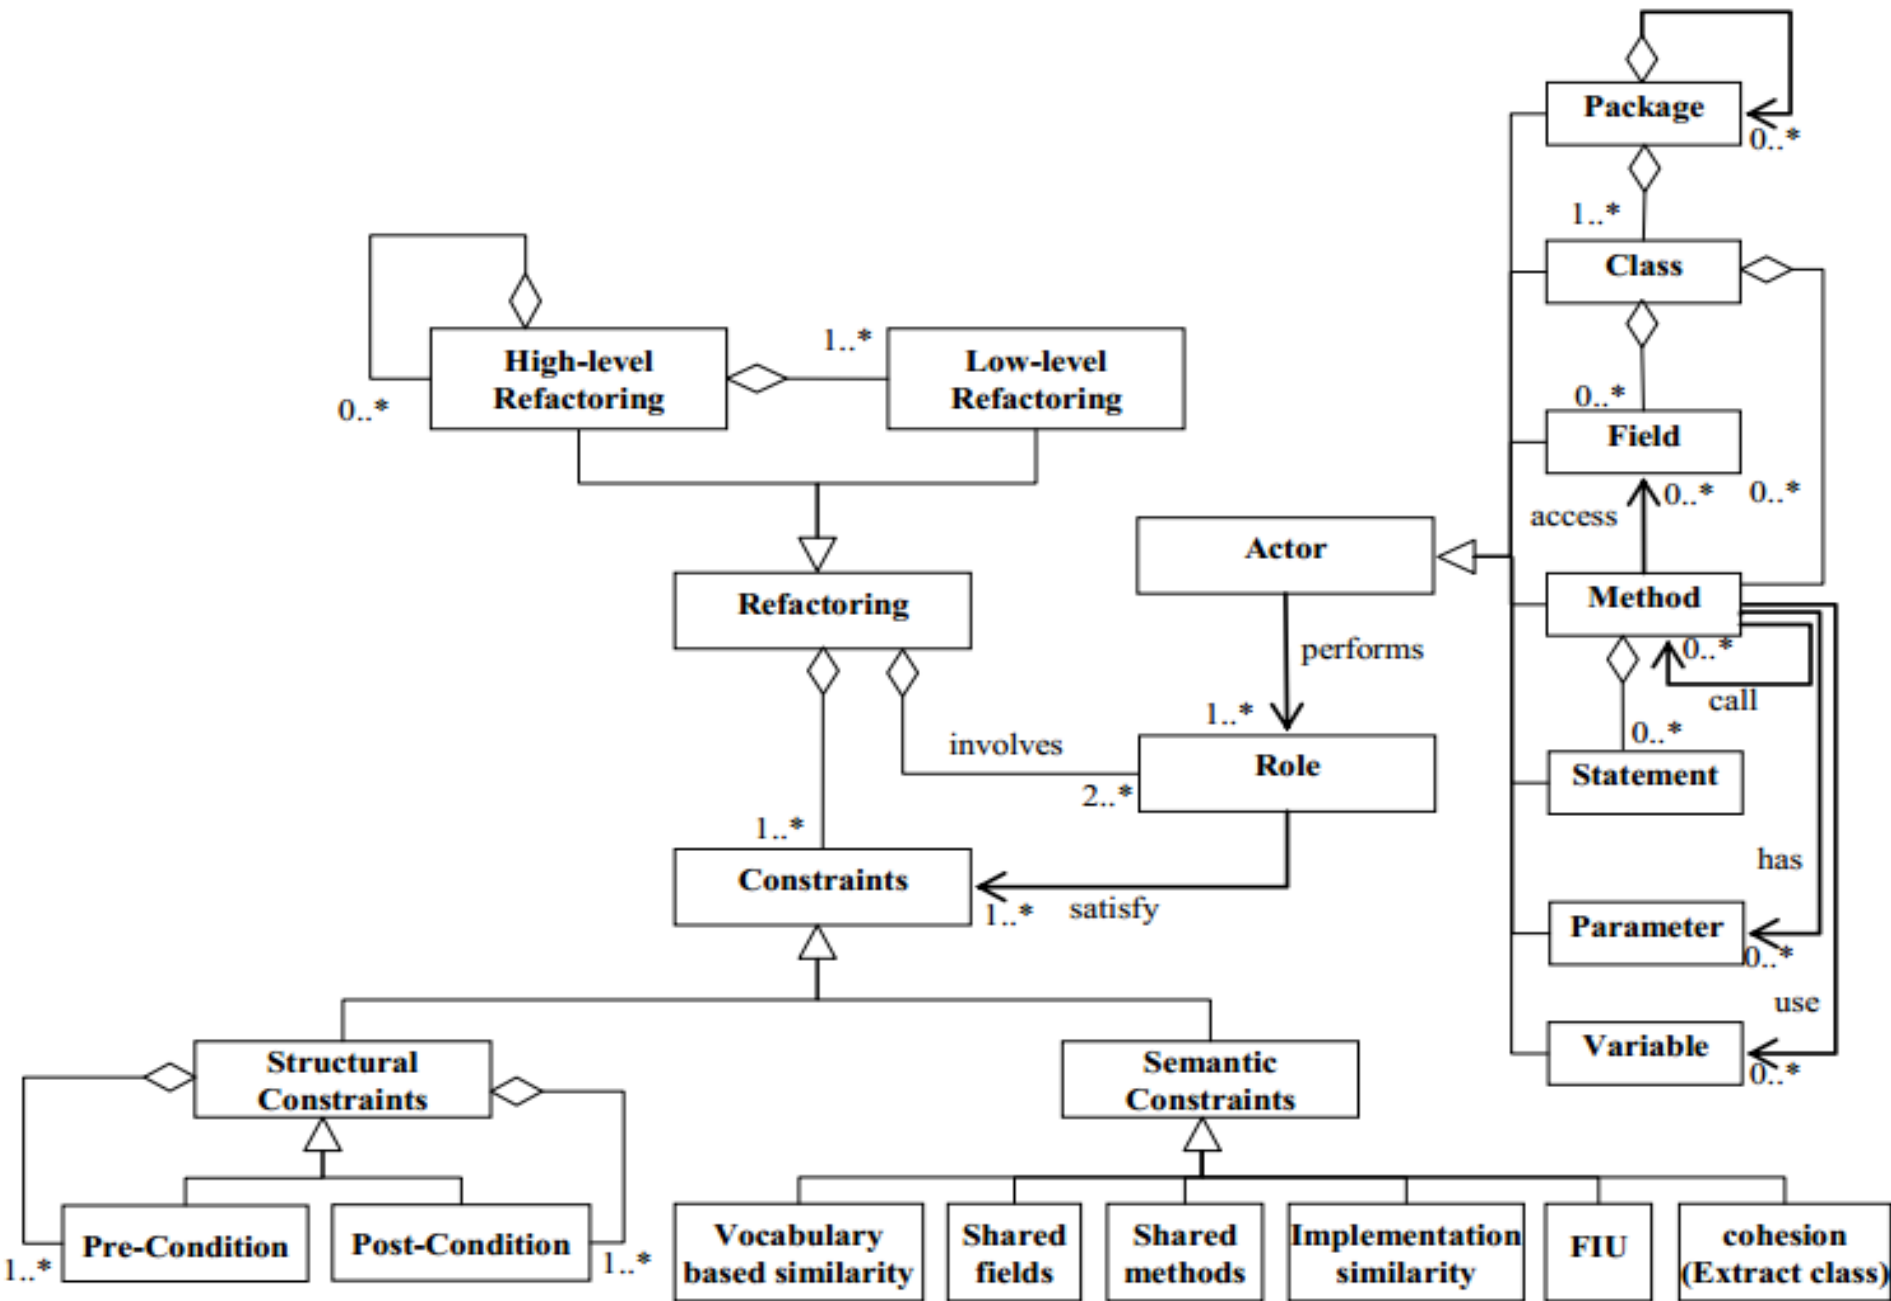 Package
0..*
1..*
Class
High-level
Refactoring
0..*
1..*
Low-level
Refactoring
0..*
Field
0..*
0..*
access
Actor
Method
0..*
call
Refactoring
performs
1..*
involves
Role
2..*
0..*
Statement
1..*
Constraints
1..*
satisfy
has
Parameter
0..*
use
Variable
0..*
Structural
Constraints
Semantic
Constraints
Pre-Condition
1..*
Post-Condition
1..*
Vocabulary
based similarity
Shared
fields
Shared
methods
Implementation
similarity
FIU
cohesion
(Extract class)